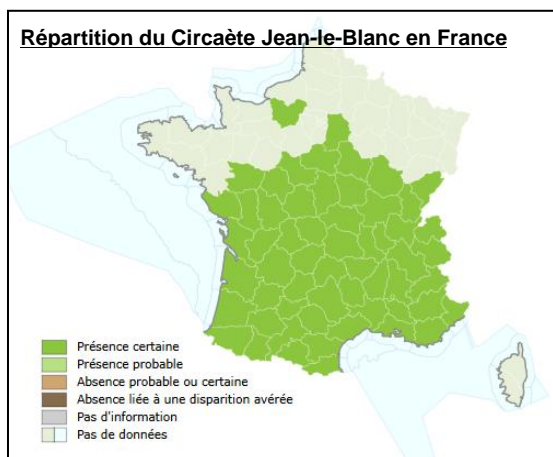 Répartition du Circaète Jean-le-Blanc en France
Présence certaine
Présence probable
Absence probable ou certaine
Absence liée à une disparition avérée
Pas d'information
Pas de données